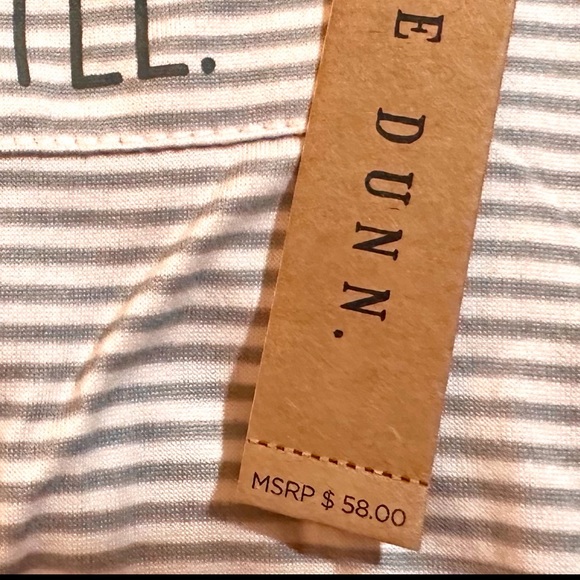 ILL.
E DUNN.
MSRP $ 58.00